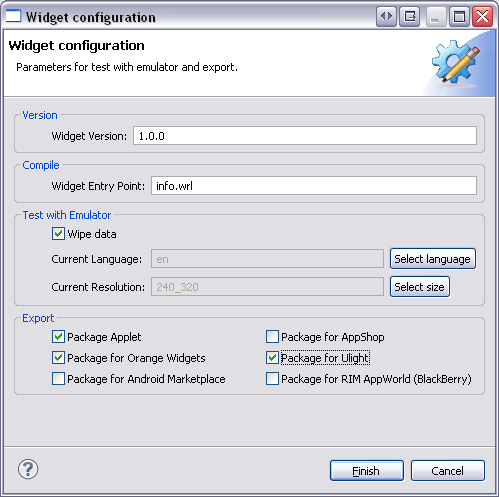 Widget configuration
Widget configuration
Parameters for test with emulator and export.
Version
Widget Version: 1.0.0
Compile
Widget Entry Point: info.wrl
Test with Emulator
Wipe data
Current Language: en Select language
Current Resolution: 240_320 Select size
Export
Package Applet Package for AppShop
Package for Orange Widgets Package for Ulight
Package for Android Marketplace Package for RIM AppWorld (BlackBerry)
? Finish Cancel